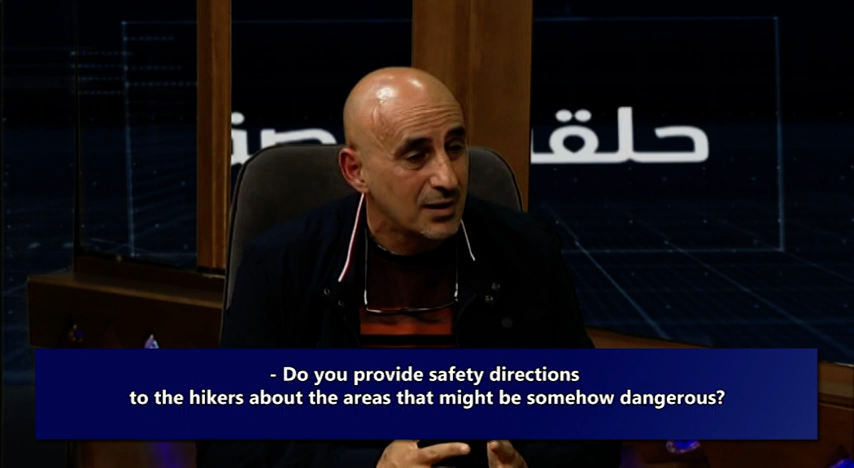 حلقة
- Do you provide safety directions
to the hikers about the areas that might be somehow dangerous?